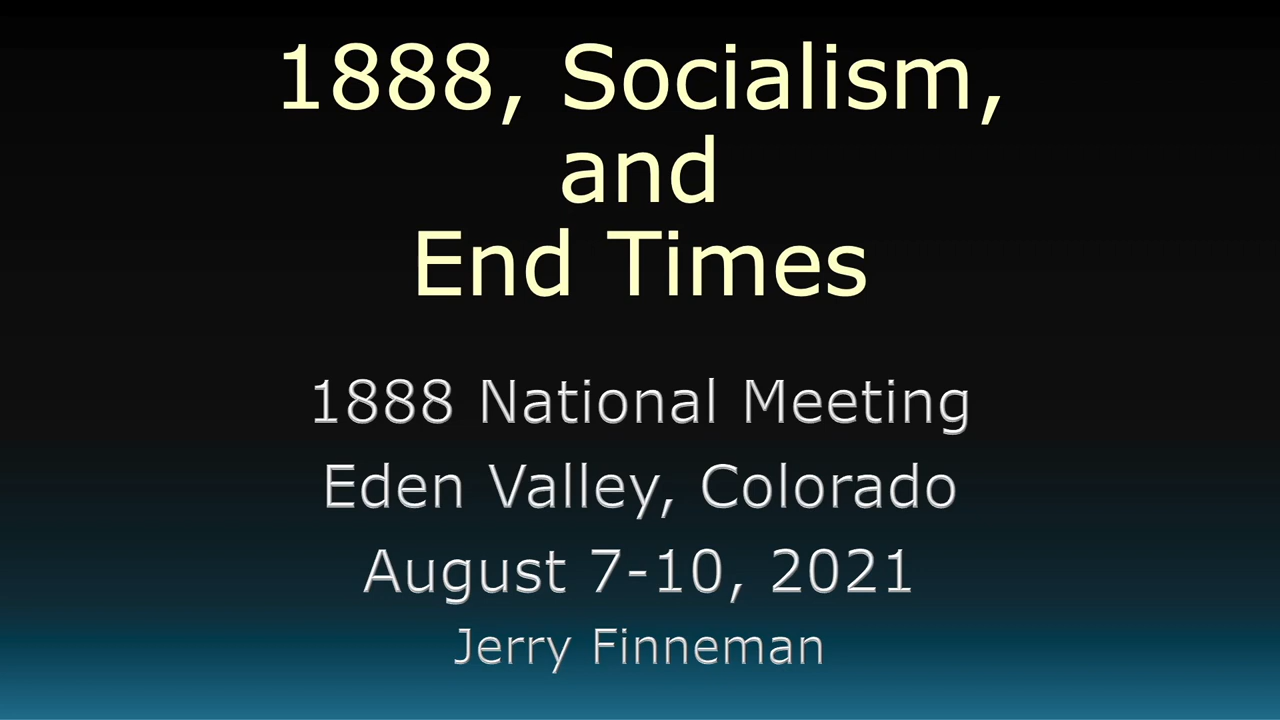 1888, Socialism,
and
End Times
1888 National Meeting
Eden Valley, Colorado
August 7-10, 2021
Jerry Finneman